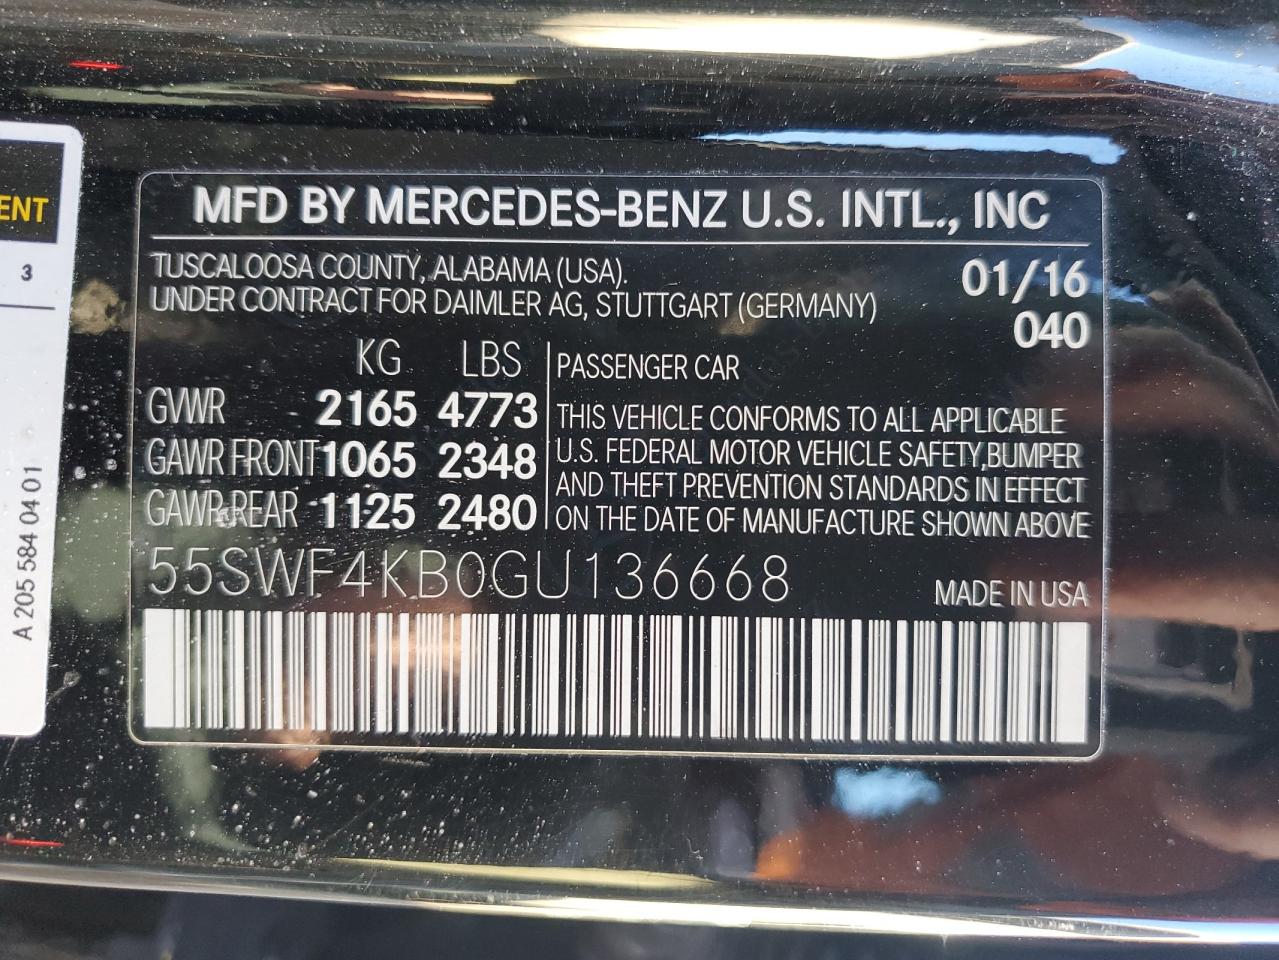 MFD BY MERCEDES-BENZ U.S. INTL., INC
TUSCALOOSA COUNTY, ALABAMA (USA).
UNDER CONTRACT FOR DAIMLER AG, STUTTGART (GERMANY)
01/16
040
KG LBS
GVWR 2165 4773
GAWR FRONT 1065 2348
GAWR REAR 1125 2480
PASSENGER CAR
THIS VEHICLE CONFORMS TO ALL APPLICABLE
U.S. FEDERAL MOTOR VEHICLE SAFETY, BUMPER
AND THEFT PREVENTION STANDARDS IN EFFECT
ON THE DATE OF MANUFACTURE SHOWN ABOVE
55SWF4KB0GU136668
MADE IN USA
ENT
3
A 205 584 04 01